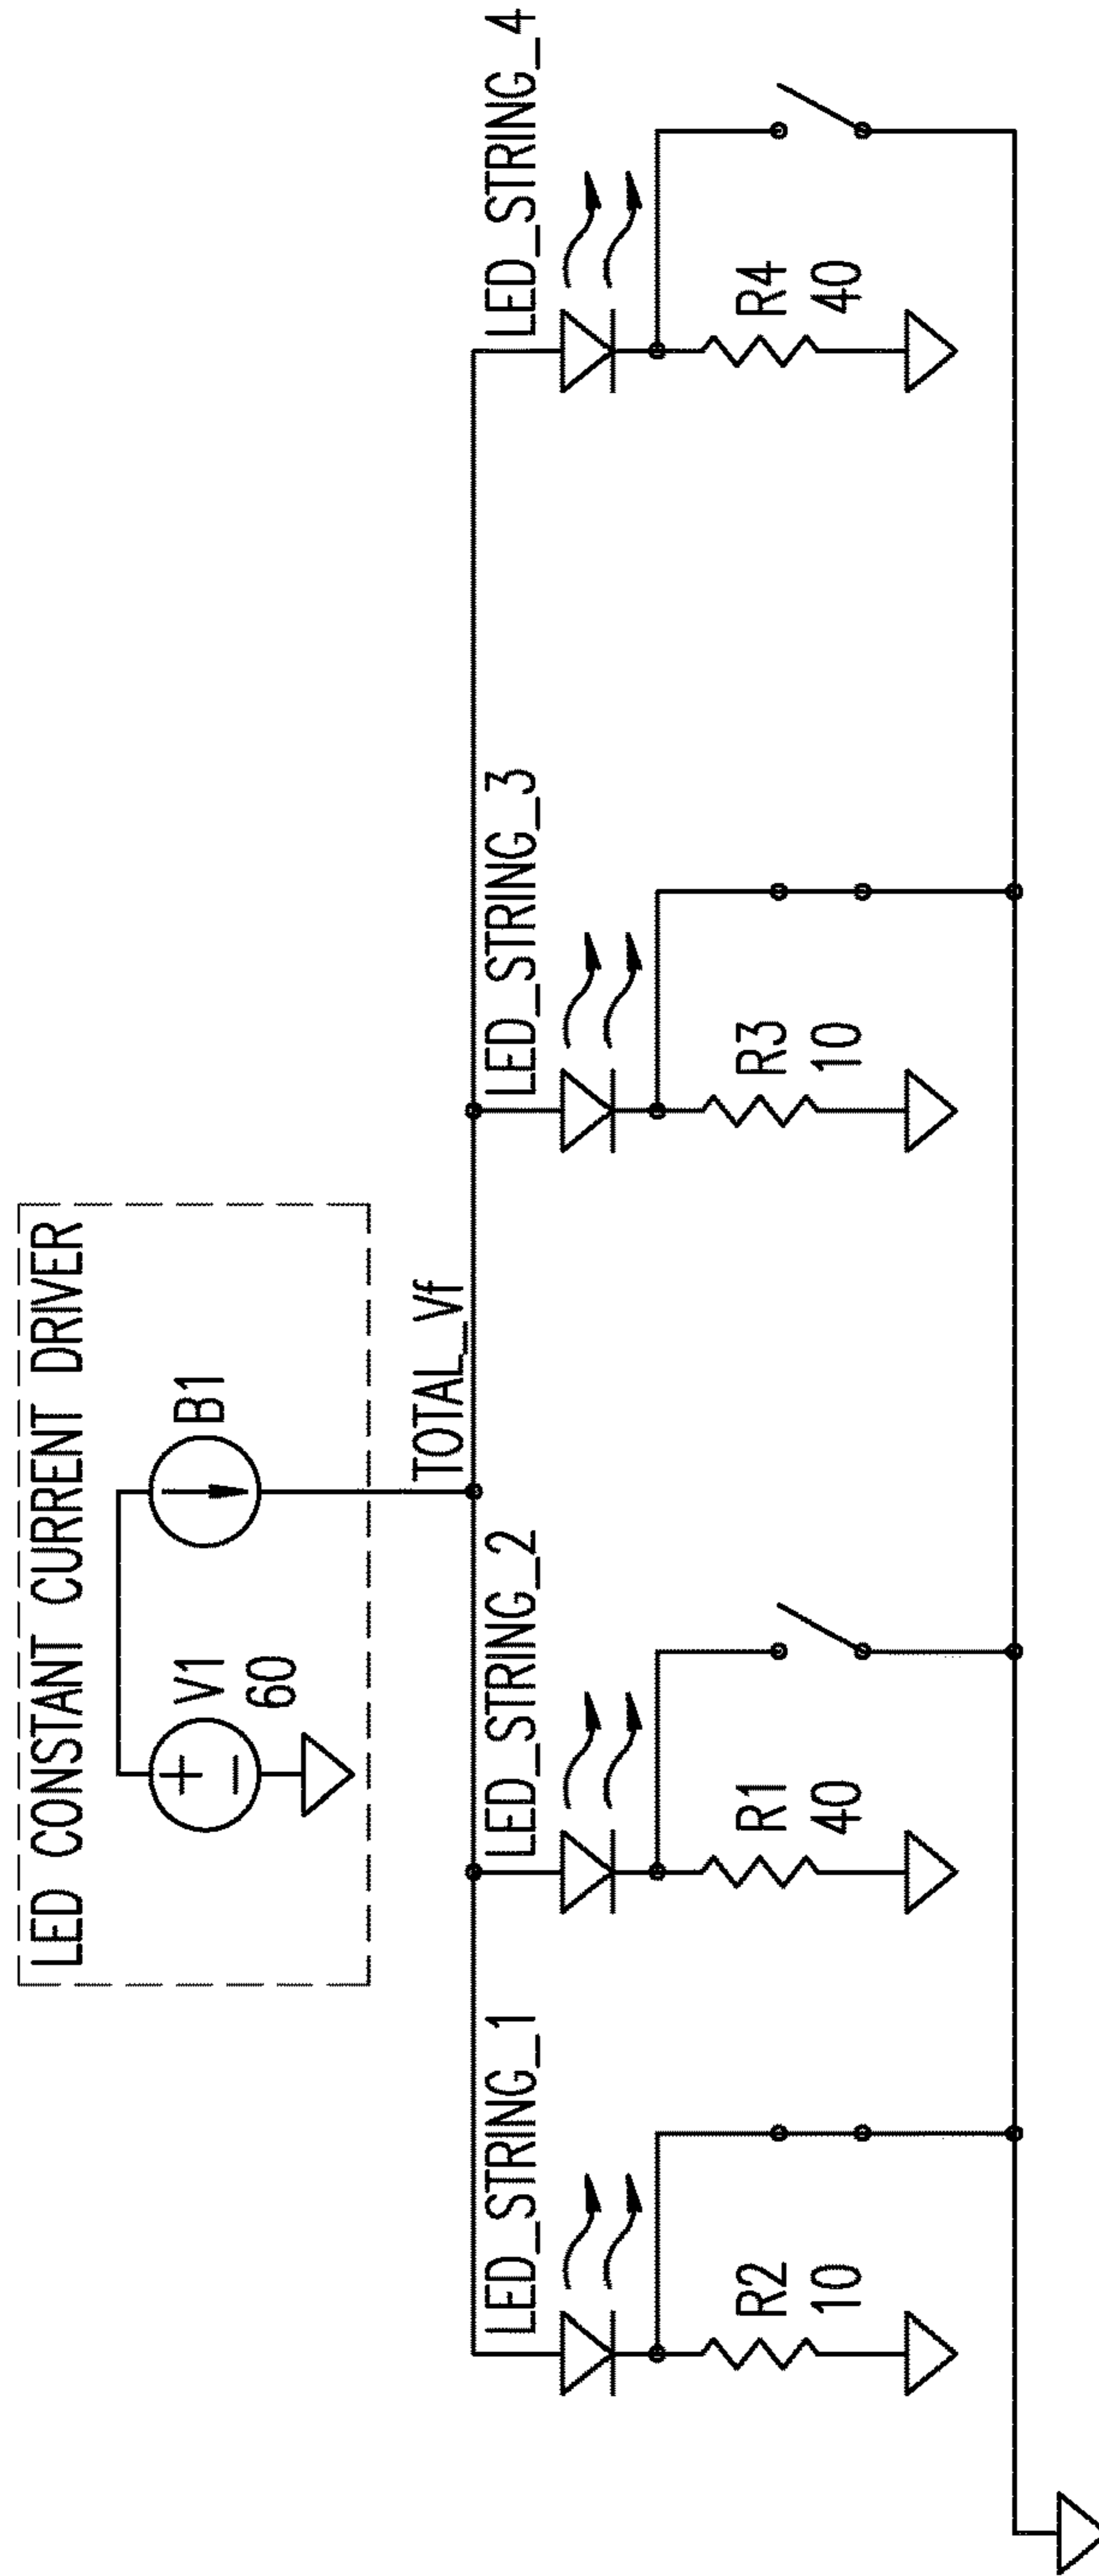 LED CONSTANT CURRENT DRIVER
V1
60
+
−
B1
TOTAL_Vf
LED_STRING_1
R2
10
LED_STRING_2
R1
40
LED_STRING_3
R3
10
LED_STRING_4
R4
40